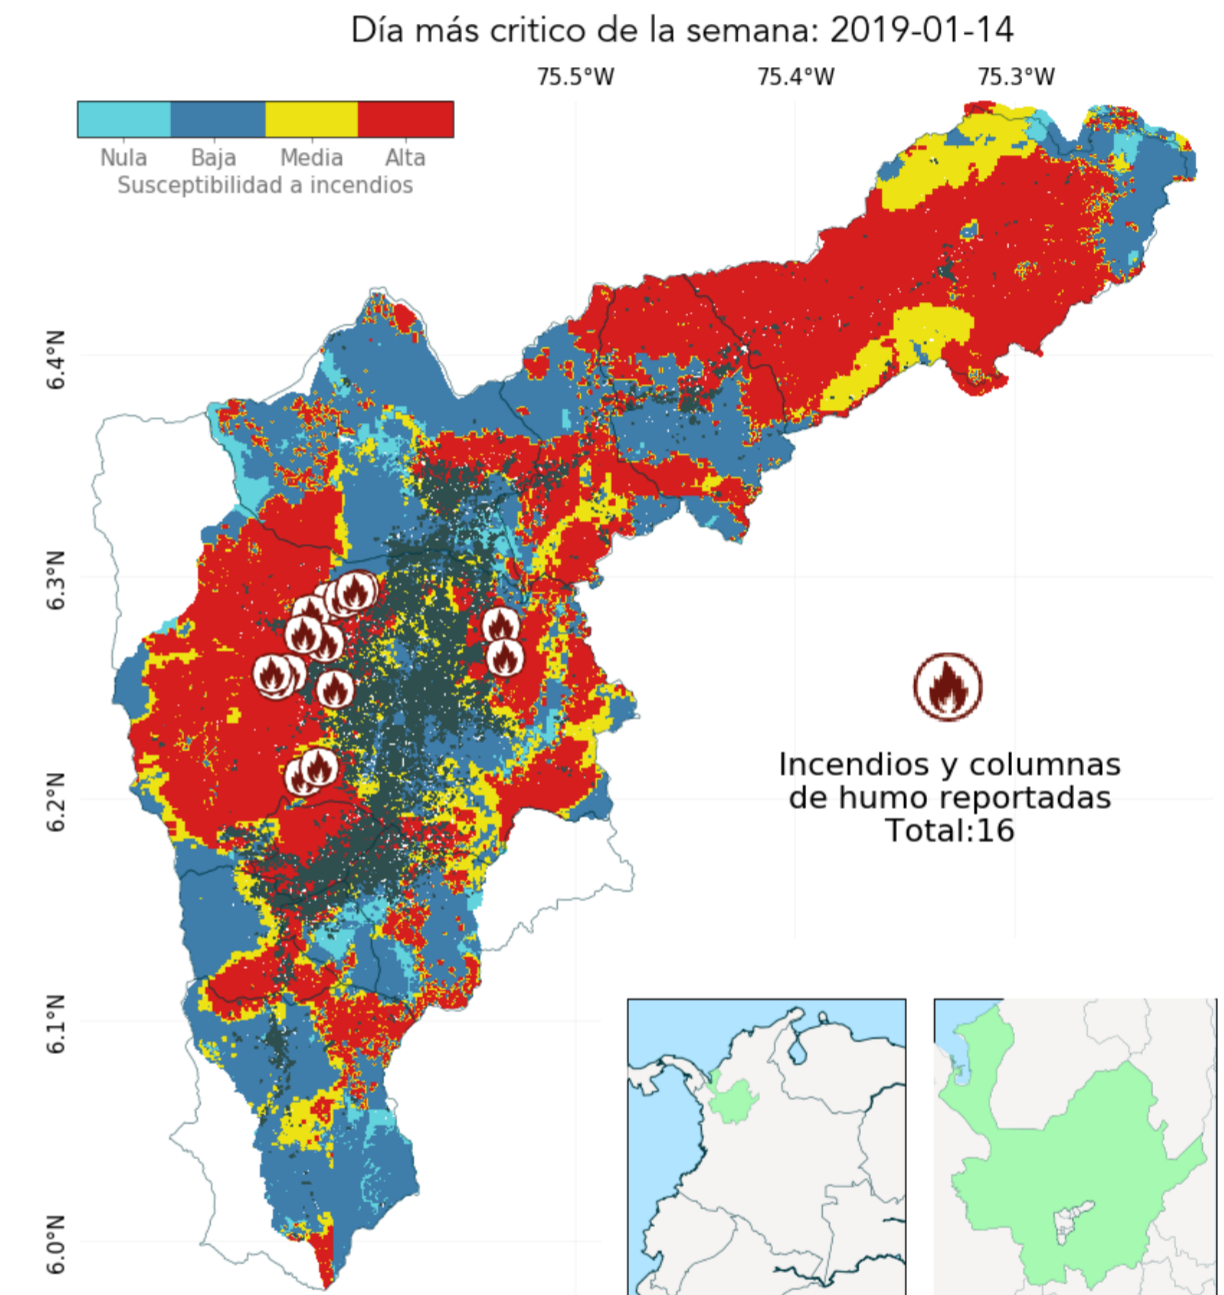 Día más critico de la semana: 2019-01-14
75.5°W 75.4°W 75.3°W
Nula Baja Media Alta
Susceptibilidad a incendios
6.4°N
6.3°N
6.2°N
6.1°N
6.0°N
Incendios y columnas
de humo reportadas
Total:16